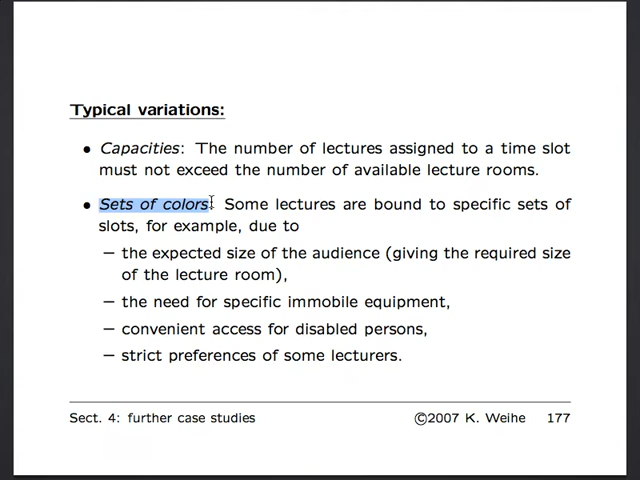 Typical variations:
• Capacities: The number of lectures assigned to a time slot
must not exceed the number of available lecture rooms.
• Sets of colors: Some lectures are bound to specific sets of
slots, for example, due to
– the expected size of the audience (giving the required size
of the lecture room),
– the need for specific immobile equipment,
– convenient access for disabled persons,
– strict preferences of some lecturers.
Sect. 4: further case studies ©2007 K. Weihe 177